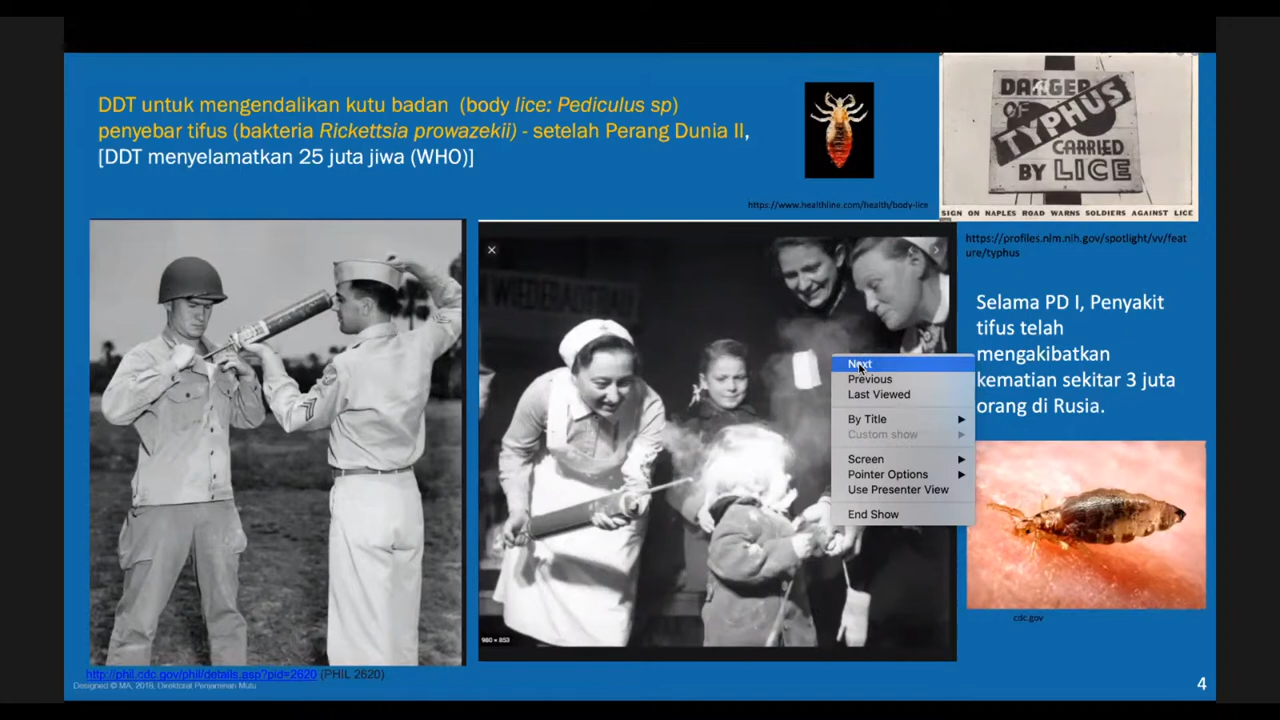 DDT untuk mengendalikan kutu badan (body lice: Pediculus sp)
penyebar tifus (bakteria Rickettsia prowazekii) - setelah Perang Dunia II,
[DDT menyelamatkan 25 juta jiwa (WHO)]
https://www.healthline.com/health/body-lice
DANGER
OF
TYPHUS
CARRIED
BY LICE
SIGN ON NAPLES ROAD WARNS SOLDIERS AGAINST LICE
https://profiles.nlm.nih.gov/spotlight/vv/feat
ure/typhus
Selama PD I, Penyakit
tifus telah
mengakibatkan
kematian sekitar 3 juta
orang di Rusia.
WIEDERAUFBAU
Next
Previous
Last Viewed
By Title
Custom show
Screen
Pointer Options
Use Presenter View
End Show
980 × 853
cdc.gov
http://phil.cdc.gov/phil/details.asp?pid=2620 (PHIL 2620)
Designed © MA, 2018, Direktorat Penjaminan Mutu
4